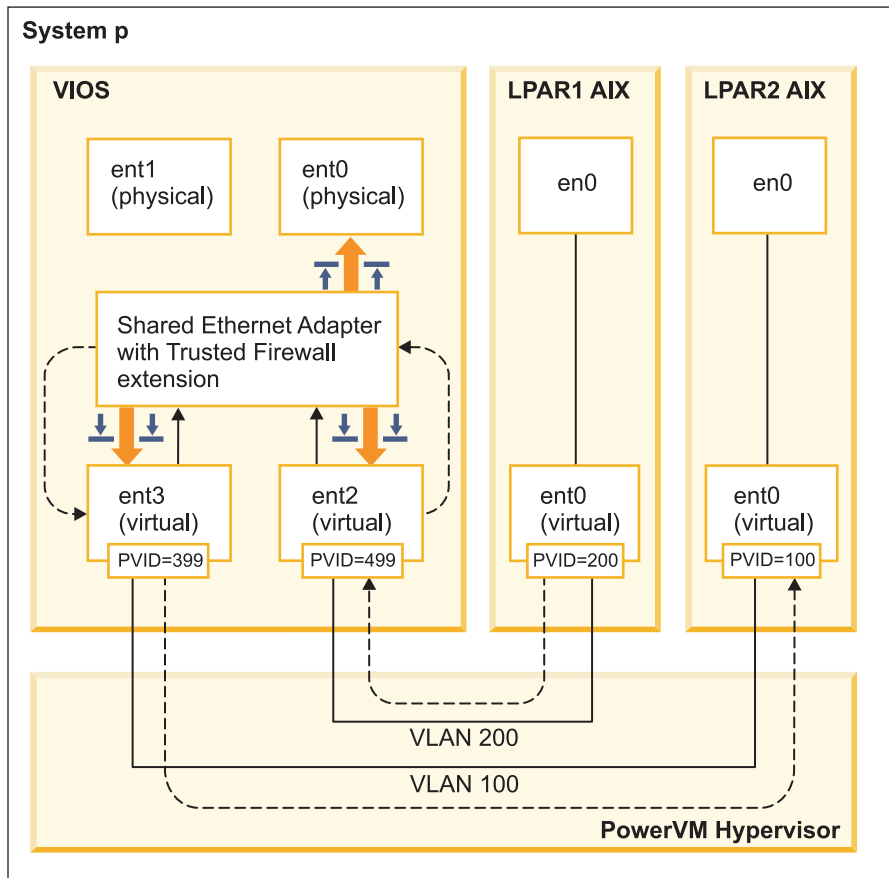 System p
VIOS
LPAR1 AIX
LPAR2 AIX
ent1
(physical)
ent0
(physical)
en0
en0
Shared Ethernet Adapter
with Trusted Firewall
extension
ent3
(virtual)
ent2
(virtual)
ent0
(virtual)
ent0
(virtual)
PVID=399
PVID=499
PVID=200
PVID=100
VLAN 200
VLAN 100
PowerVM Hypervisor